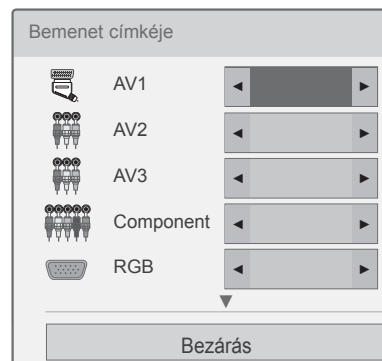 Bemenet címkéje
AV1
AV2
AV3
Component
RGB
Bezárás